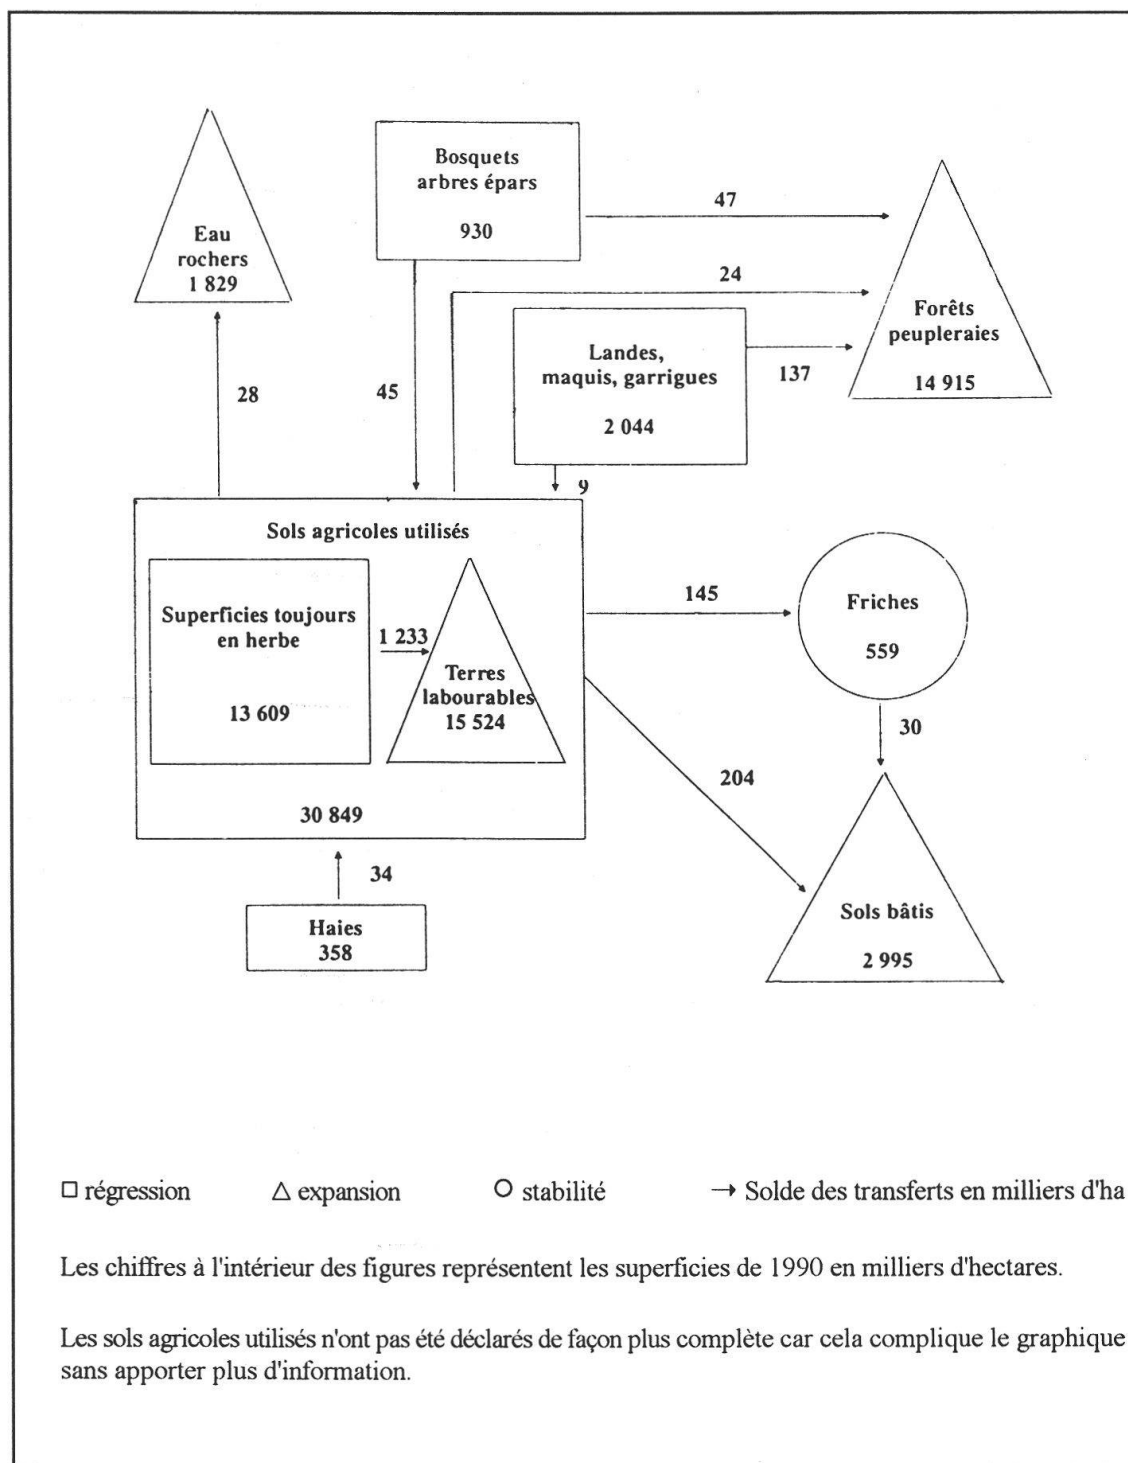 Bosquets
arbres épars
930
47
Eau
rochers
1 829
24
Forêts
peupleraies
14 915
Landes,
maquis, garrigues
2 044
137
28
45
9
Sols agricoles utilisés
Superficies toujours
en herbe
13 609
1 233
Terres
labourables
15 524
30 849
145
Friches
559
30
204
34
Haies
358
Sols bâtis
2 995
□ régression △ expansion ○ stabilité → Solde des transferts en milliers d'ha
Les chiffres à l'intérieur des figures représentent les superficies de 1990 en milliers d'hectares.
Les sols agricoles utilisés n'ont pas été déclarés de façon plus complète car cela complique le graphique
sans apporter plus d'information.